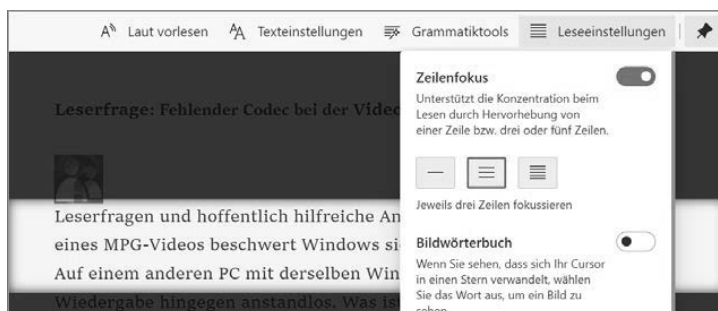 Laut vorlesen Texteinstellungen Grammatiktools Leseeinstellungen
Zeilenfokus
Unterstützt die Konzentration beim
Lesen durch Hervorhebung von
einer Zeile bzw. drei oder fünf Zeilen.
Jeweils drei Zeilen fokussieren
Bildwörterbuch
Wenn Sie sehen, dass sich Ihr Cursor
in einen Stern verwandelt, wählen
Sie das Wort aus, um ein Bild zu
sehen.
Leserfrage: Fehlender Codec bei der Video
Leserfragen und hoffentlich hilfreiche An
eines MPG-Videos beschwert Windows si
Auf einem anderen PC mit derselben Win
Wiedergabe hingegen anstandlos. Was ist